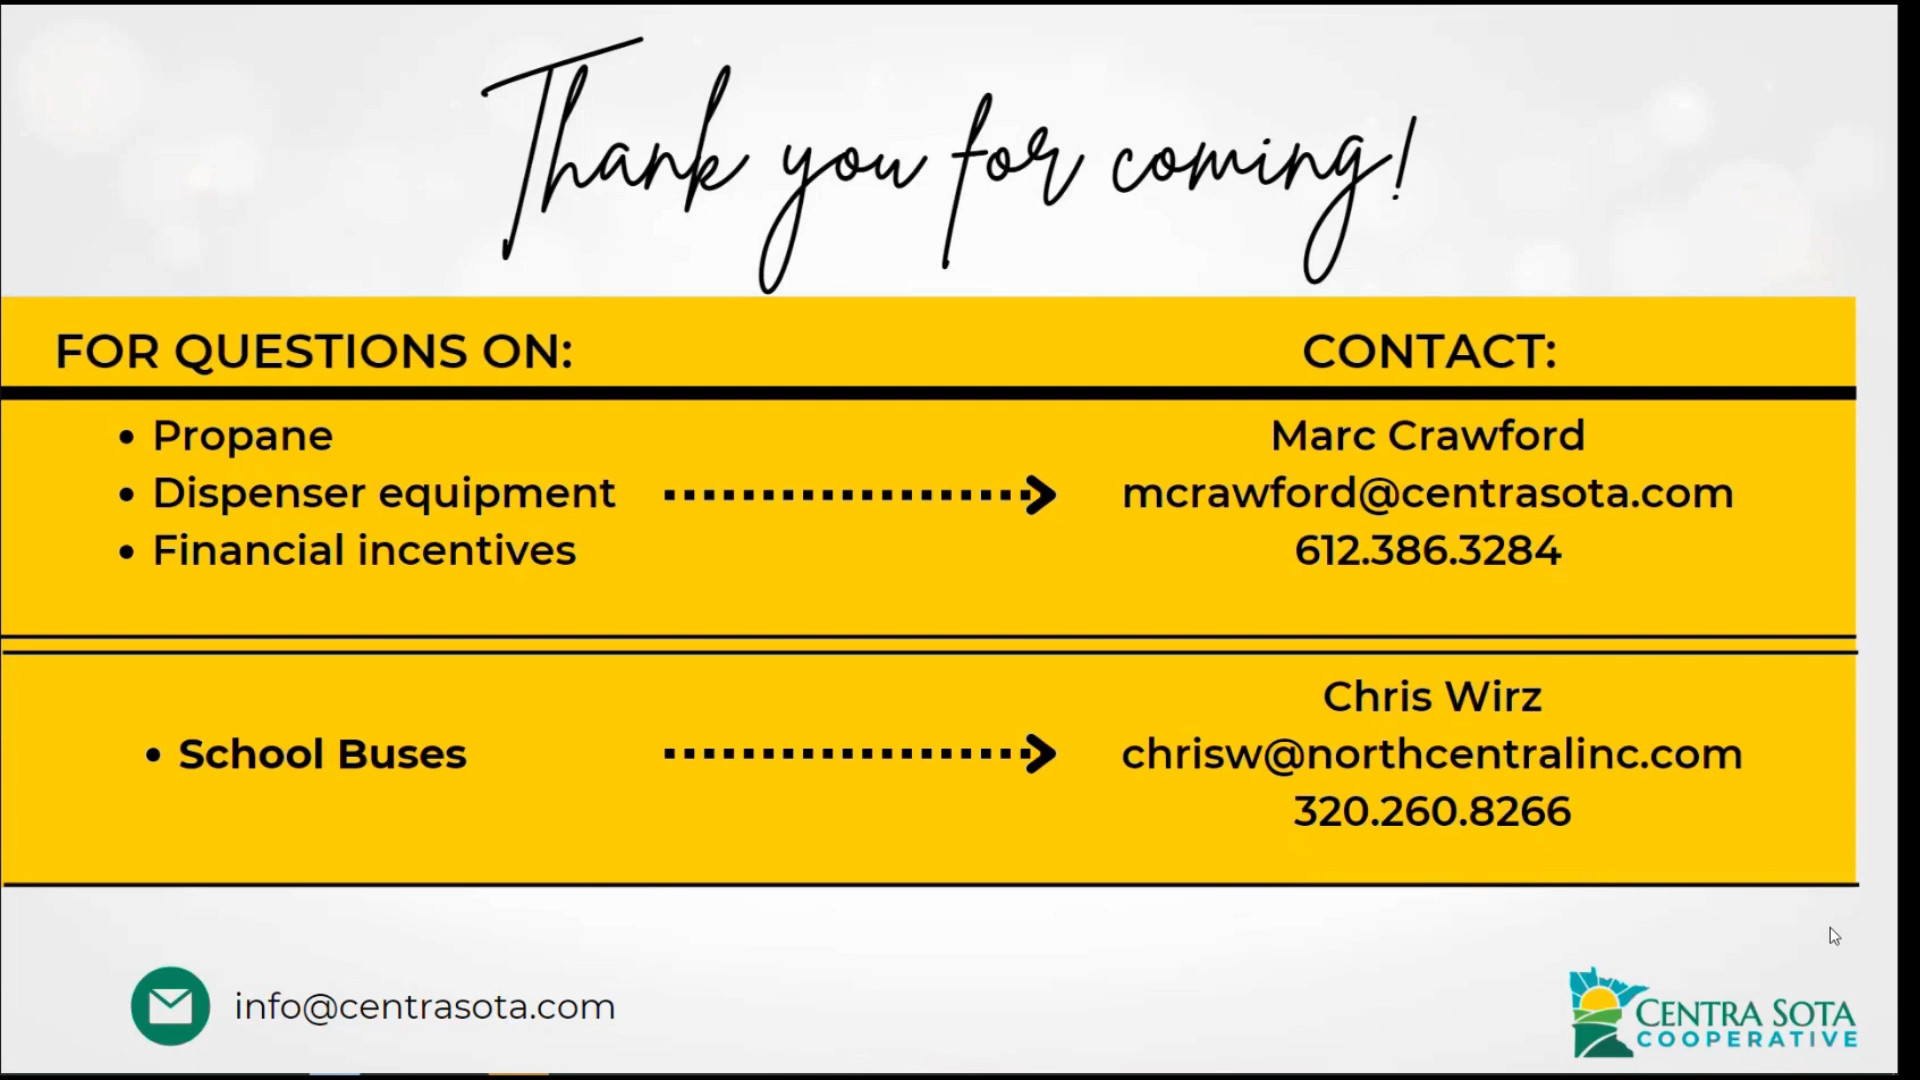 Thank you for coming!
FOR QUESTIONS ON:
CONTACT:
• Propane
• Dispenser equipment
• Financial incentives
Marc Crawford
mcrawford@centrasota.com
612.386.3284
• School Buses
Chris Wirz
chrisw@northcentralinc.com
320.260.8266
info@centrasota.com
CENTRA SOTA
COOPERATIVE